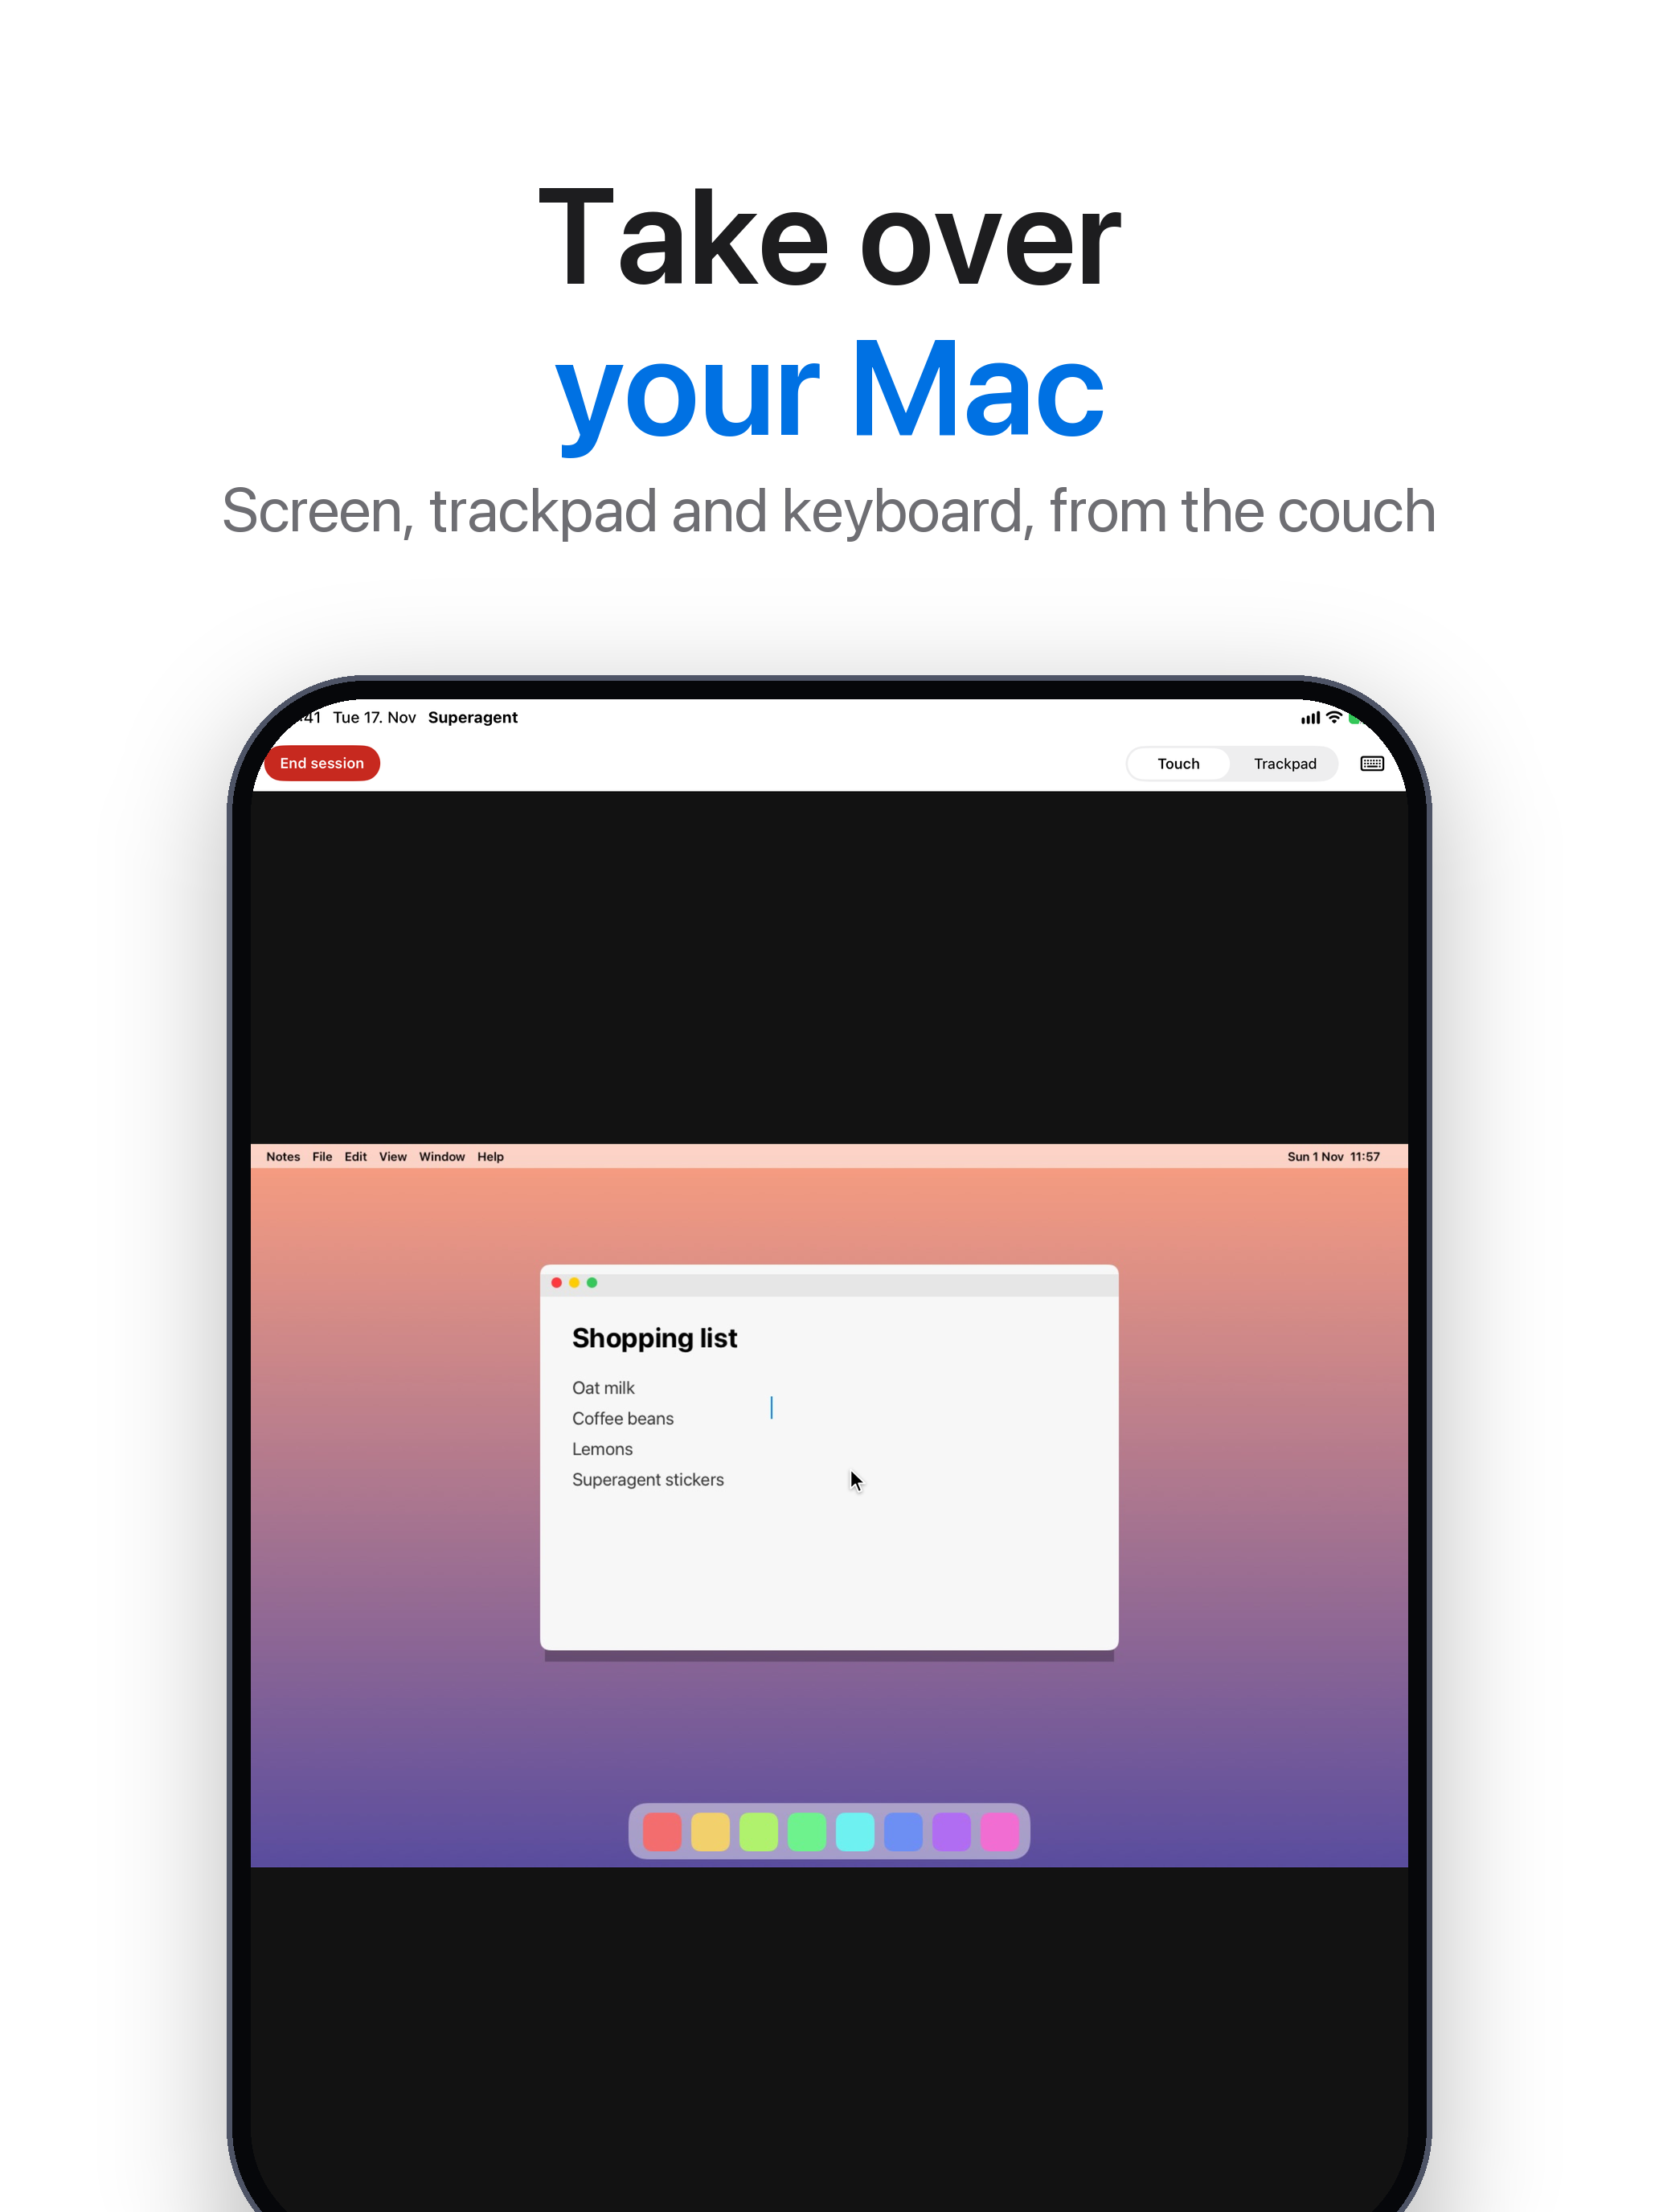 Take over
your Mac
Screen, trackpad and keyboard, from the couch
41 Tue 17. Nov Superagent
End session
Touch Trackpad
Notes File Edit View Window Help Sun 1 Nov 11:57
Shopping list
Oat milk
Coffee beans
Lemons
Superagent stickers